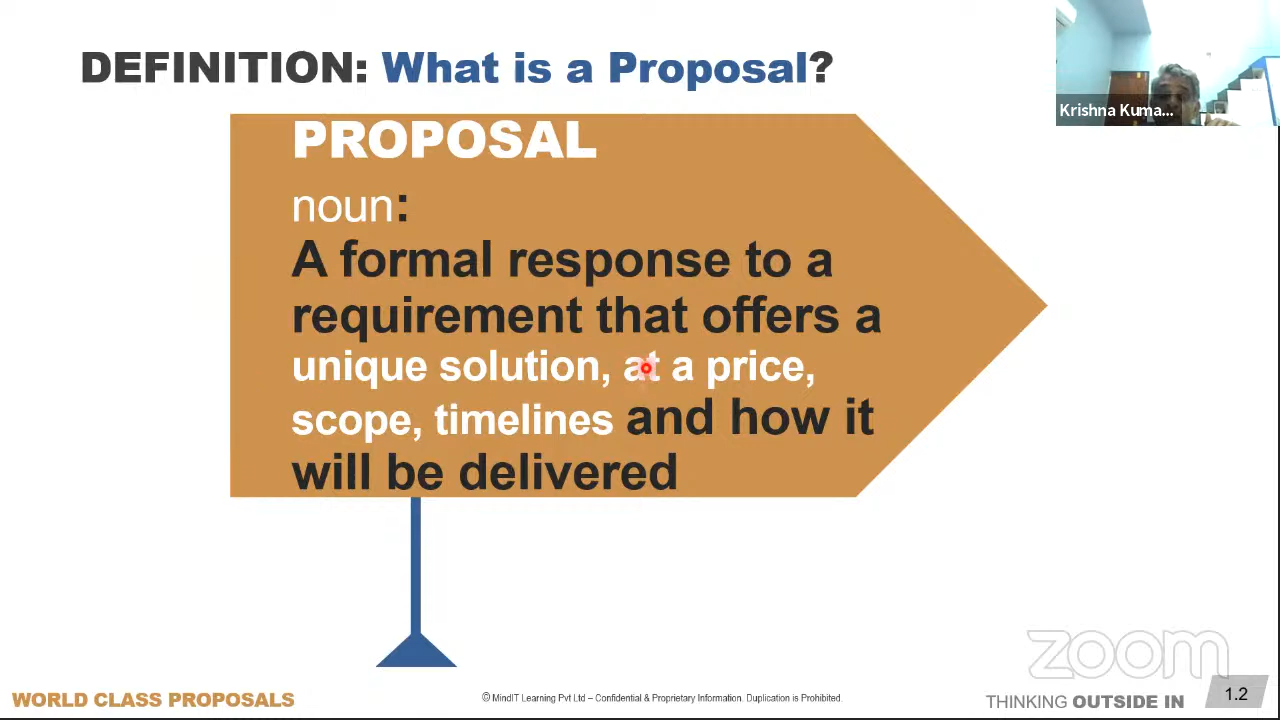 DEFINITION: What is a Proposal?
Krishna Kuma...
PROPOSAL
noun:
A formal response to a
requirement that offers a
unique solution, at a price,
scope, timelines and how it
will be delivered
zoom
WORLD CLASS PROPOSALS
© MindIT Learning Pvt Ltd – Confidential & Proprietary Information. Duplication is Prohibited.
THINKING OUTSIDE IN
1.2